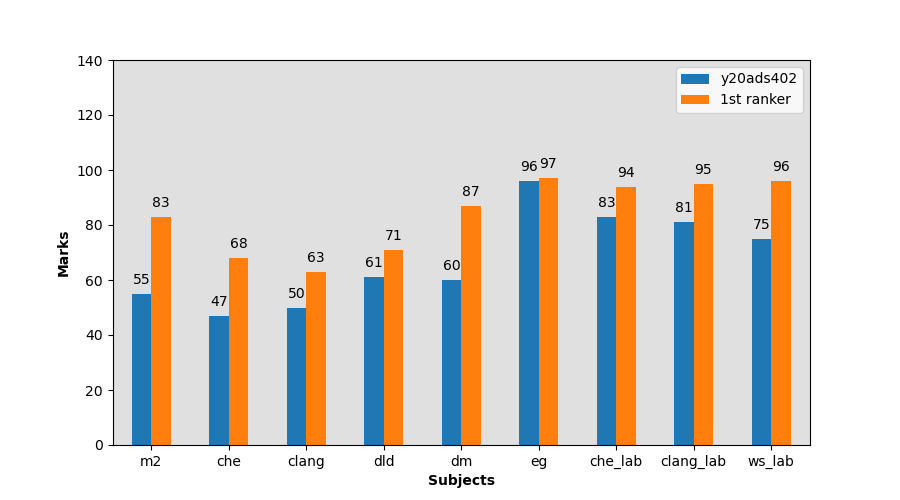 140
120
100
80
60
40
20
0
Marks
y20ads402
1st ranker
55 83 47 68 50 63 61 71 60 87 96 97 83 94 81 95 75 96
m2 che clang dld dm eg che_lab clang_lab ws_lab
Subjects